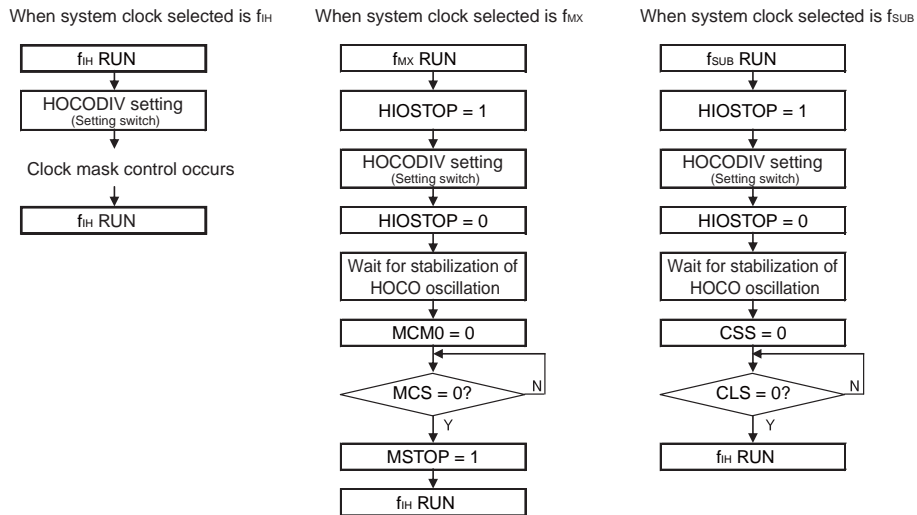 When system clock selected is fIH
fIH RUN
HOCODIV setting
(Setting switch)
Clock mask control occurs
fIH RUN
When system clock selected is fMX
fMX RUN
HIOSTOP = 1
HOCODIV setting
(Setting switch)
HIOSTOP = 0
Wait for stabilization of
HOCO oscillation
MCM0 = 0
MCS = 0?
N
Y
MSTOP = 1
fIH RUN
When system clock selected is fSUB
fSUB RUN
HIOSTOP = 1
HOCODIV setting
(Setting switch)
HIOSTOP = 0
Wait for stabilization of
HOCO oscillation
CSS = 0
CLS = 0?
N
Y
fIH RUN